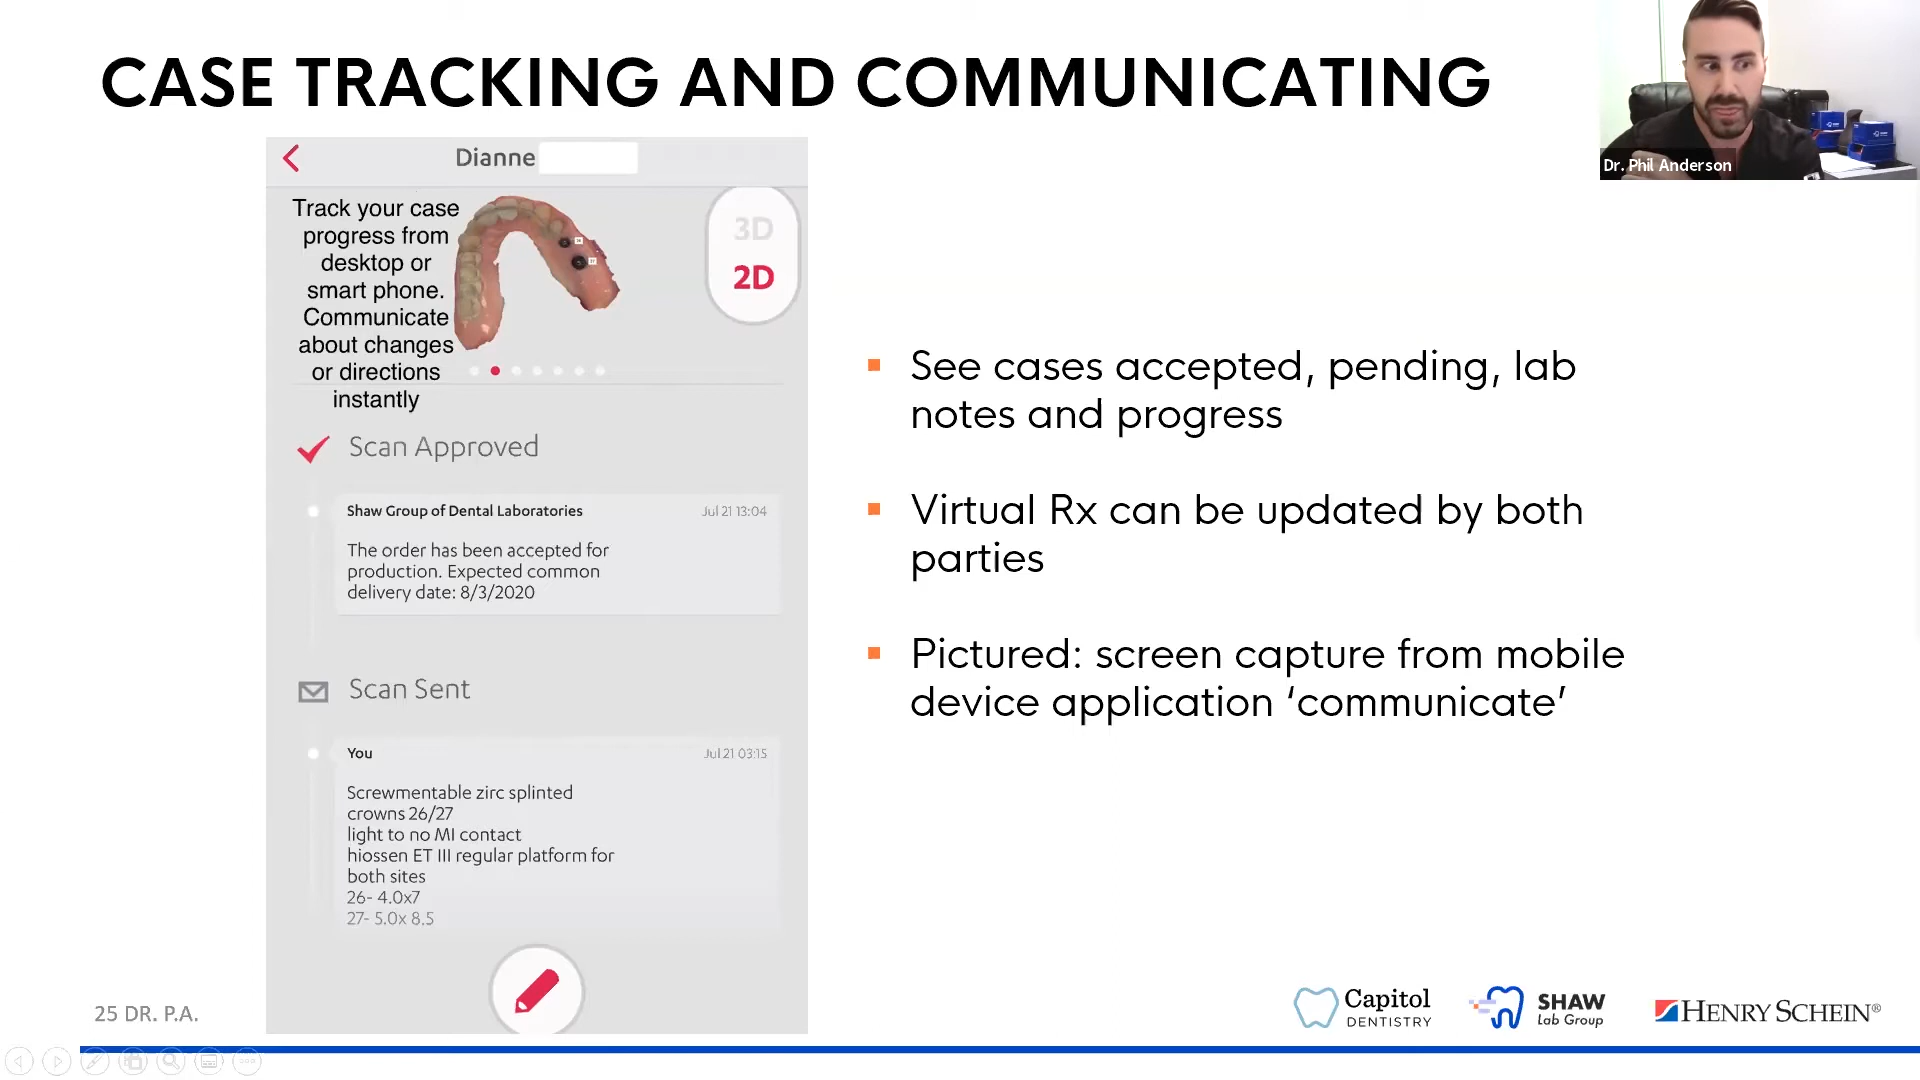 CASE TRACKING AND COMMUNICATING
Dr. Phil Anderson
Dianne
Track your case
progress from
desktop or
smart phone.
Communicate
about changes
or directions
instantly
3D
2D
Scan Approved
Shaw Group of Dental Laboratories Jul 21 13:04
The order has been accepted for
production. Expected common
delivery date: 8/3/2020
Scan Sent
You Jul 21 03:15
Screwmentable zirc splinted
crowns 26/27
light to no MI contact
hiossen ET III regular platform for
both sites
26- 4.0x7
27- 5.0x 8.5
See cases accepted, pending, lab
notes and progress
Virtual Rx can be updated by both
parties
Pictured: screen capture from mobile
device application ‘communicate’
25 DR. P.A.
Capitol
DENTISTRY
SHAW
Lab Group
HENRY SCHEIN®